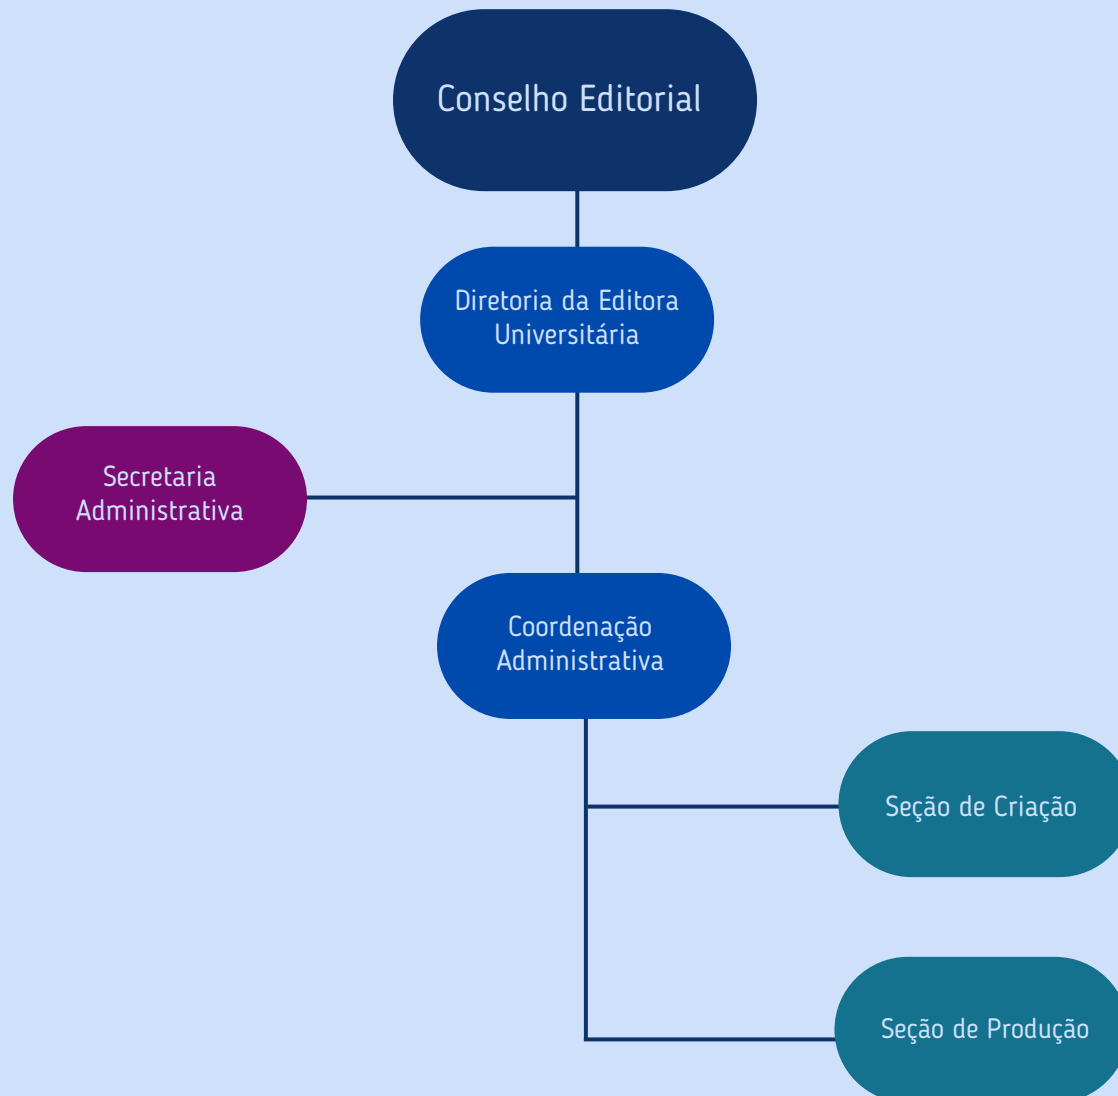 Conselho Editorial
Diretoria da Editora
Universitária
Secretaria
Administrativa
Coordenação
Administrativa
Seção de Criação
Seção de Produção